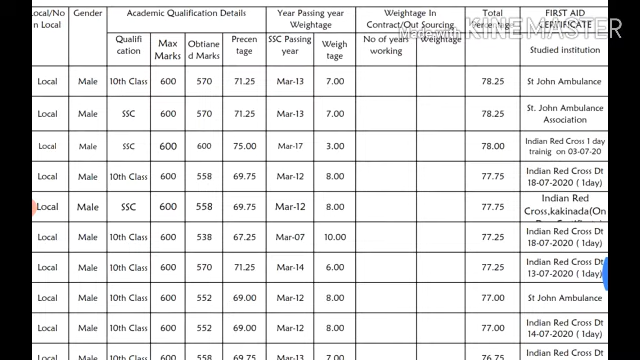 Local/No Gender Academic Qualification Details Year Passing year Weightage In Total FIRST AID
n Local Weightage Contract/Out Sourcing CERTIFICATE
Made with KINEMASTER
Qualifi cation Max Marks Obtiane d Marks Precen tage SSC Passing year Weigh tage No of years working Weightage Studied institution
Local Male 10th Class 600 570 71.25 Mar-13 7.00 78.25 St John Ambulance
Local Male SSC 600 570 71.25 Mar-13 7.00 78.25 St. John Ambulance
Association
Local Male SSC 600 600 75.00 Mar-17 3.00 78.00 Indian Red Cross 1 day
trainig on 03-07-20
Local Male 10th Class 600 558 69.75 Mar-12 8.00 77.75 Indian Red Cross Dt
18-07-2020 ( 1day)
Local Male SSC 600 558 69.75 Mar-12 8.00 77.75 Indian Red
Cross,kakinada(On
Local Male 10th Class 600 538 67.25 Mar-07 10.00 77.25 Indian Red Cross Dt
18-07-2020 ( 1day)
Local Male 10th Class 600 570 71.25 Mar-14 6.00 77.25 Indian Red Cross Dt
13-07-2020 ( 1day)
Local Male 10th Class 600 552 69.00 Mar-12 8.00 77.00 St John Ambulance
Local Male 10th Class 600 552 69.00 Mar-12 8.00 77.00 Indian Red Cross Dt
14-07-2020 ( 1day)
Local Male 10th Class 600 558 69.75 Mar-13 7.00 76.75 Indian Red Cross Dt